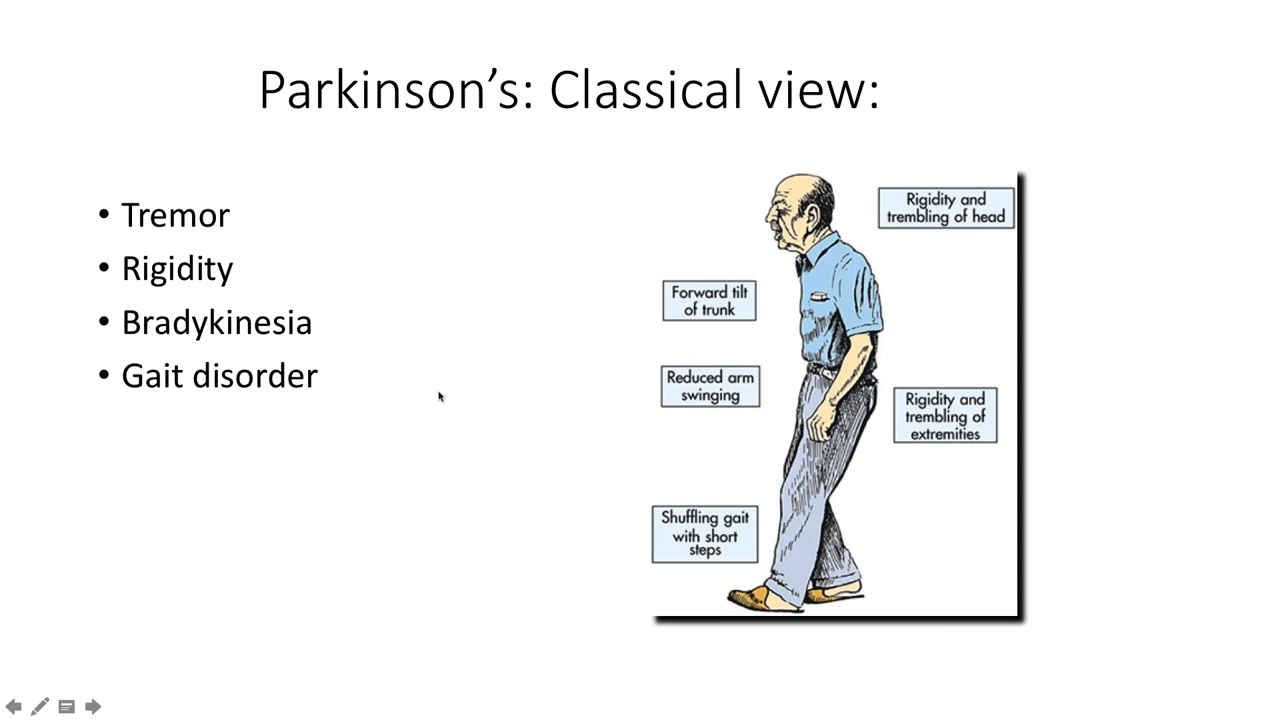 Parkinson’s: Classical view:
• Tremor
• Rigidity
• Bradykinesia
• Gait disorder
Rigidity and
trembling of head
Forward tilt
of trunk
Reduced arm
swinging
Rigidity and
trembling of
extremities
Shuffling gait
with short
steps